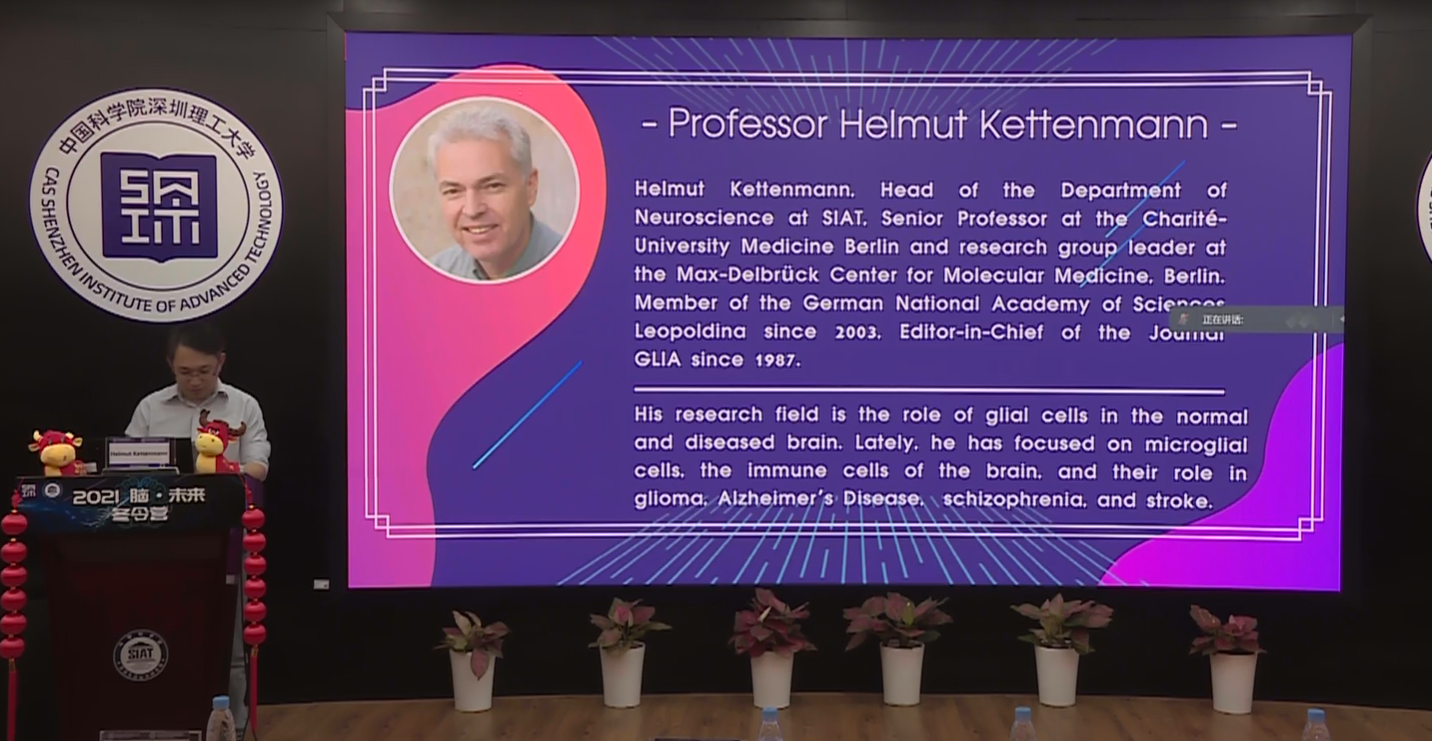 中国科学院深圳理工大学
CAS SHENZHEN INSTITUTE OF ADVANCED TECHNOLOGY
- Professor Helmut Kettenmann -
Helmut Kettenmann, Head of the Department of
Neuroscience at SIAT, Senior Professor at the Charité-
University Medicine Berlin and research group leader at
the Max-Delbrück Center for Molecular Medicine, Berlin.
Member of the German National Academy of Sciences
Leopoldina since 2003, Editor-in-Chief of the Journal
GLIA since 1987.
正在讲话:
His research field is the role of glial cells in the normal
and diseased brain. Lately, he has focused on microglial
cells, the immune cells of the brain, and their role in
glioma, Alzheimer's Disease, schizophrenia, and stroke.
Helmut Kettenmann
2021 脑·未来
冬令营
SIAT